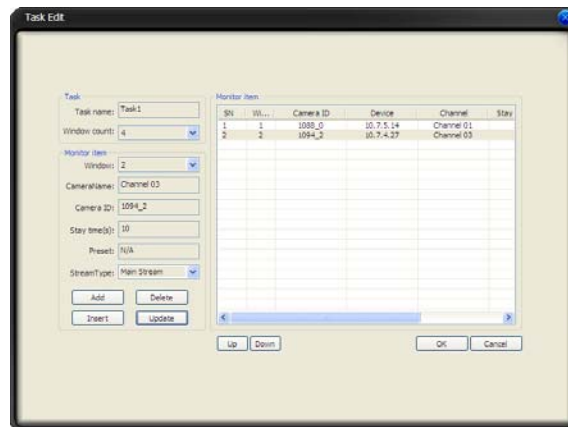 Task Edit
Task
Task name: Task1
Window count: 4
Monitor item
Window: 2
CameraName: Channel 03
Camera ID: 1094_2
Stay time(s): 10
Preset: N/A
StreamType: Main Stream
Add Delete
Insert Update
Monitor item
SN Wi... Camera ID Device Channel Stay
1 1 1088_0 10.7.5.14 Channel 01
2 2 1094_2 10.7.4.27 Channel 03
Up Down OK Cancel